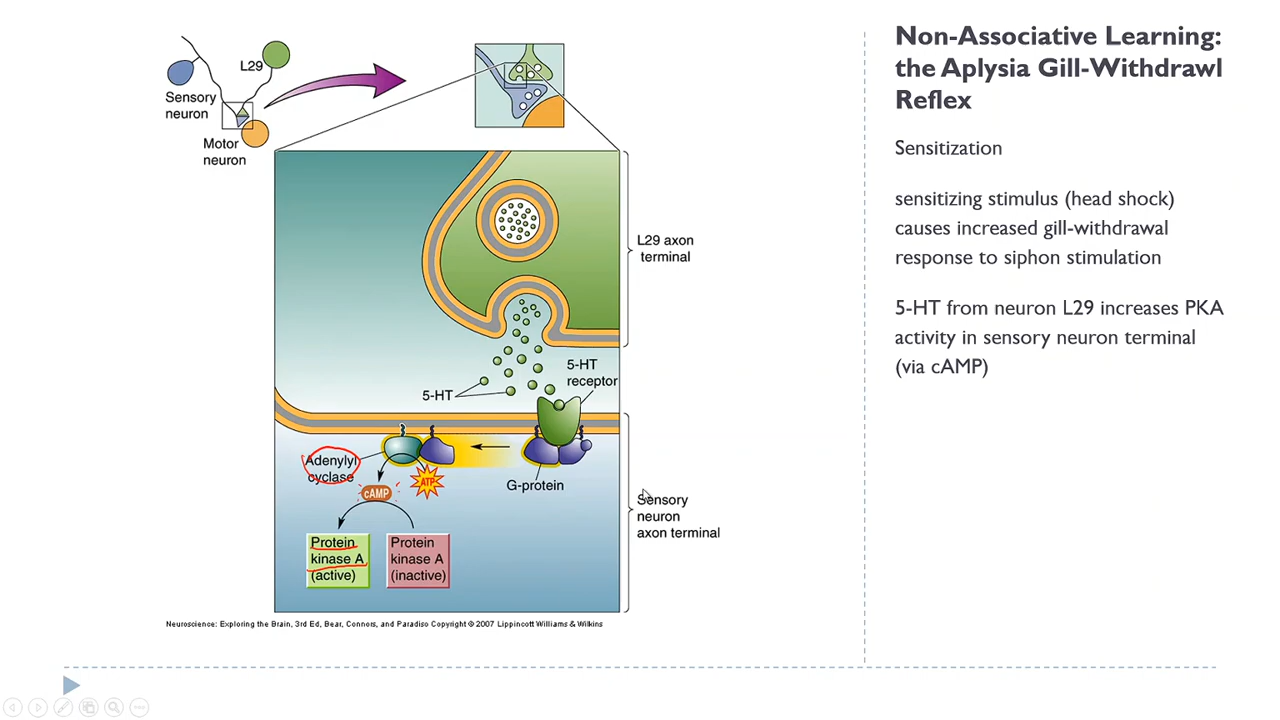 L29
Sensory
neuron
Motor
neuron
L29 axon
terminal
5-HT
receptor
5-HT
Adenylyl
cyclase
ATP
cAMP
G-protein
Protein
kinase A
(active)
Protein
kinase A
(inactive)
Sensory
neuron
axon terminal
Neuroscience: Exploring the Brain, 3rd Ed, Bear, Connors, and Paradiso Copyright © 2007 Lippincott Williams & Wilkins
Non-Associative Learning:
the Aplysia Gill-Withdrawl
Reflex
Sensitization
sensitizing stimulus (head shock)
causes increased gill-withdrawal
response to siphon stimulation
5-HT from neuron L29 increases PKA
activity in sensory neuron terminal
(via cAMP)